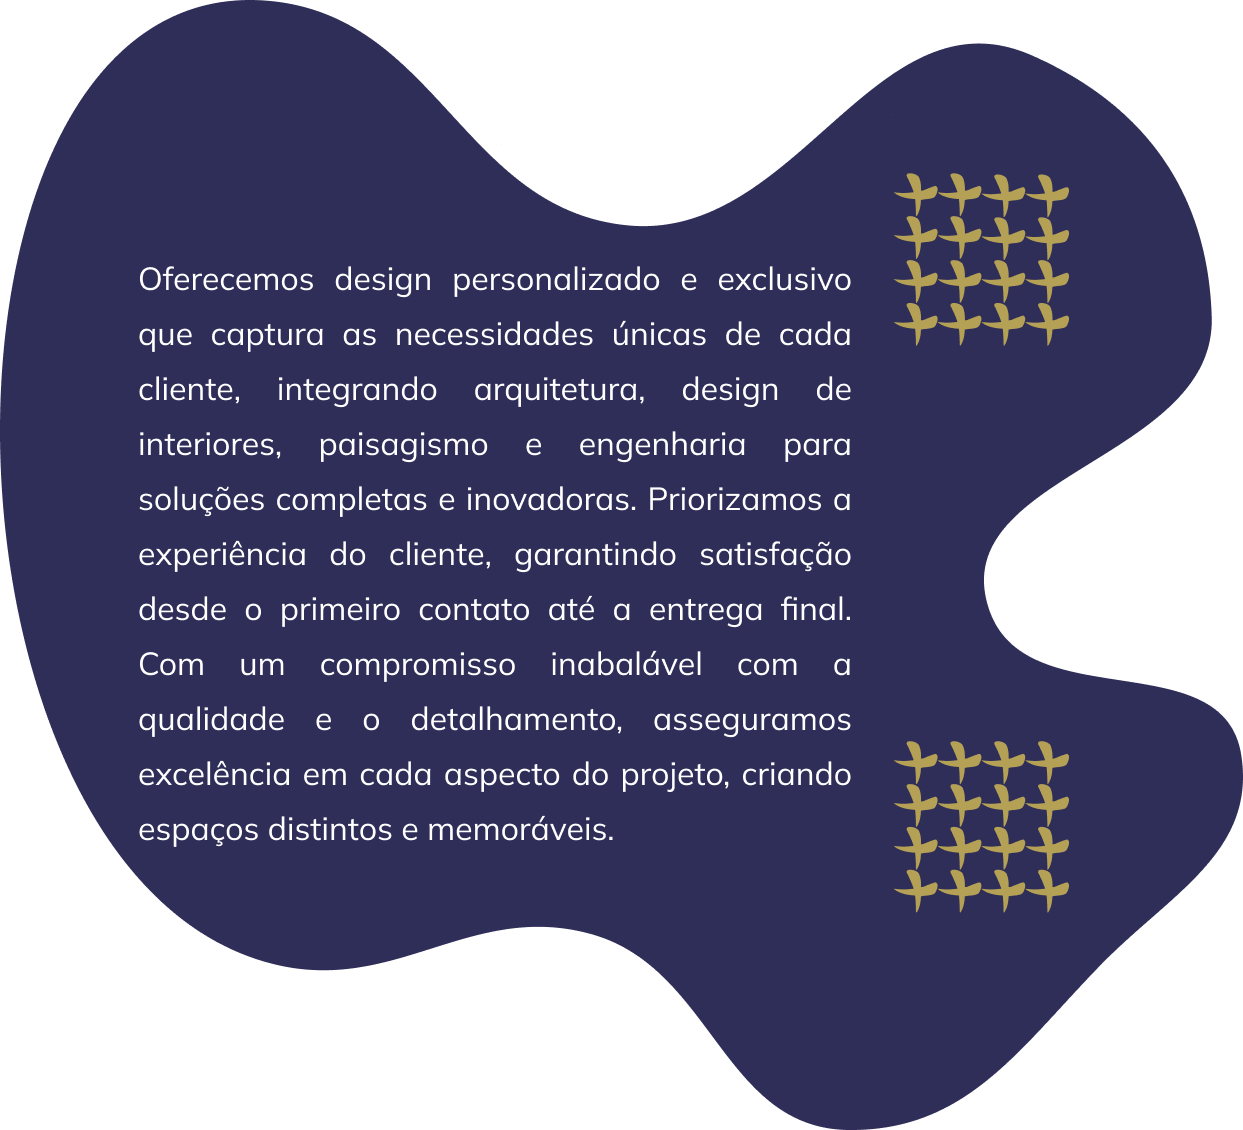 Oferecemos design personalizado e exclusivo
que captura as necessidades únicas de cada
cliente, integrando arquitetura, design de
interiores, paisagismo e engenharia para
soluções completas e inovadoras. Priorizamos a
experiência do cliente, garantindo satisfação
desde o primeiro contato até a entrega final.
Com um compromisso inabalável com a
qualidade e o detalhamento, asseguramos
excelência em cada aspecto do projeto, criando
espaços distintos e memoráveis.